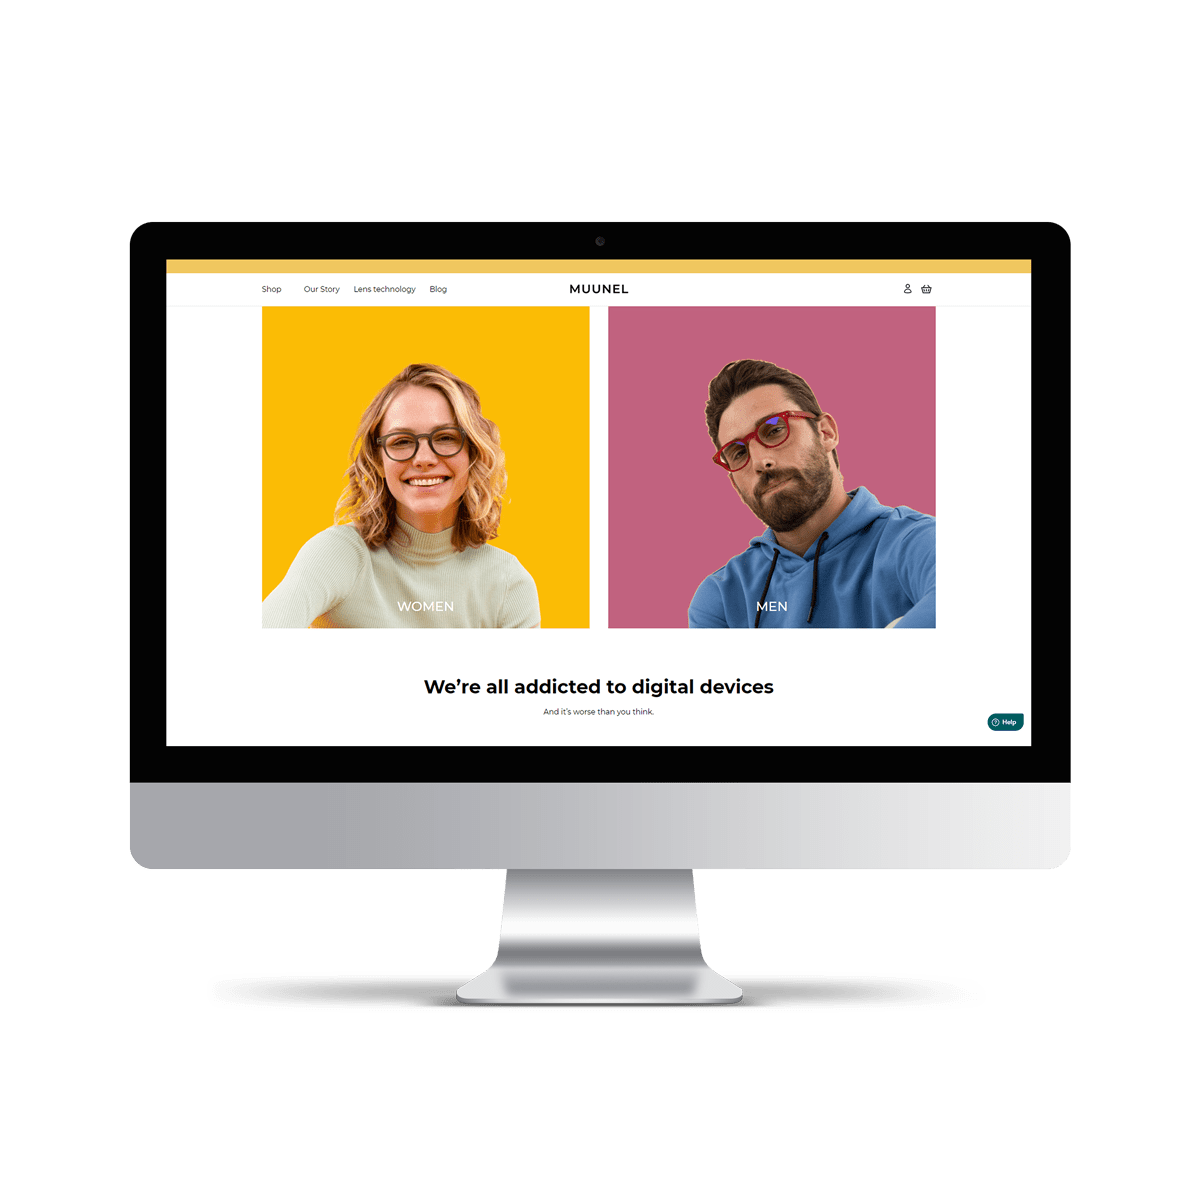 Shop Our Story Lens technology Blog MUUNEL
WOMEN MEN
We're all addicted to digital devices
And it's worse than you think.
Help